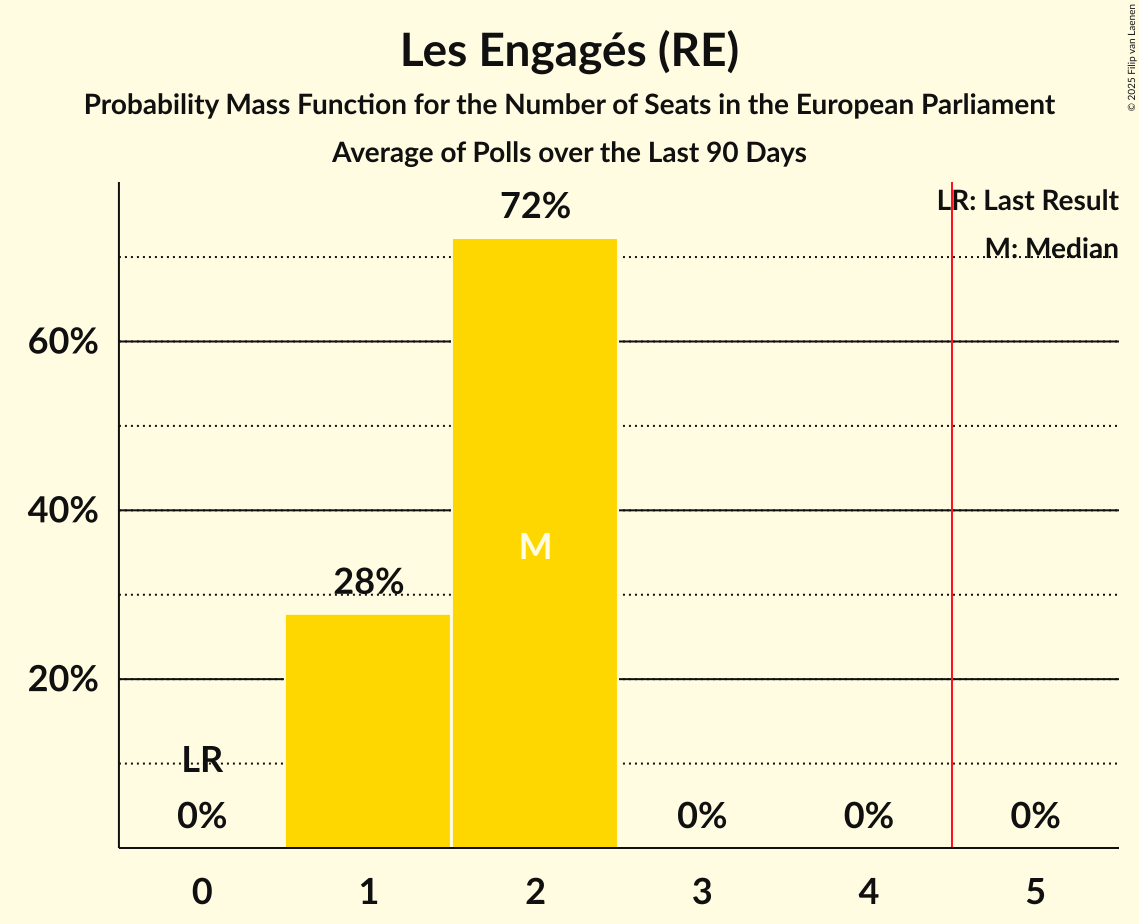 Les Engagés (RE)
Probability Mass Function for the Number of Seats in the European Parliament
Average of Polls over the Last 90 Days
© 2025 Filip van Laenen
LR: Last Result
M: Median
72%
60%
40%
M
28%
20%
LR
0%
0%
0%
0%
0
1
2
3
4
5